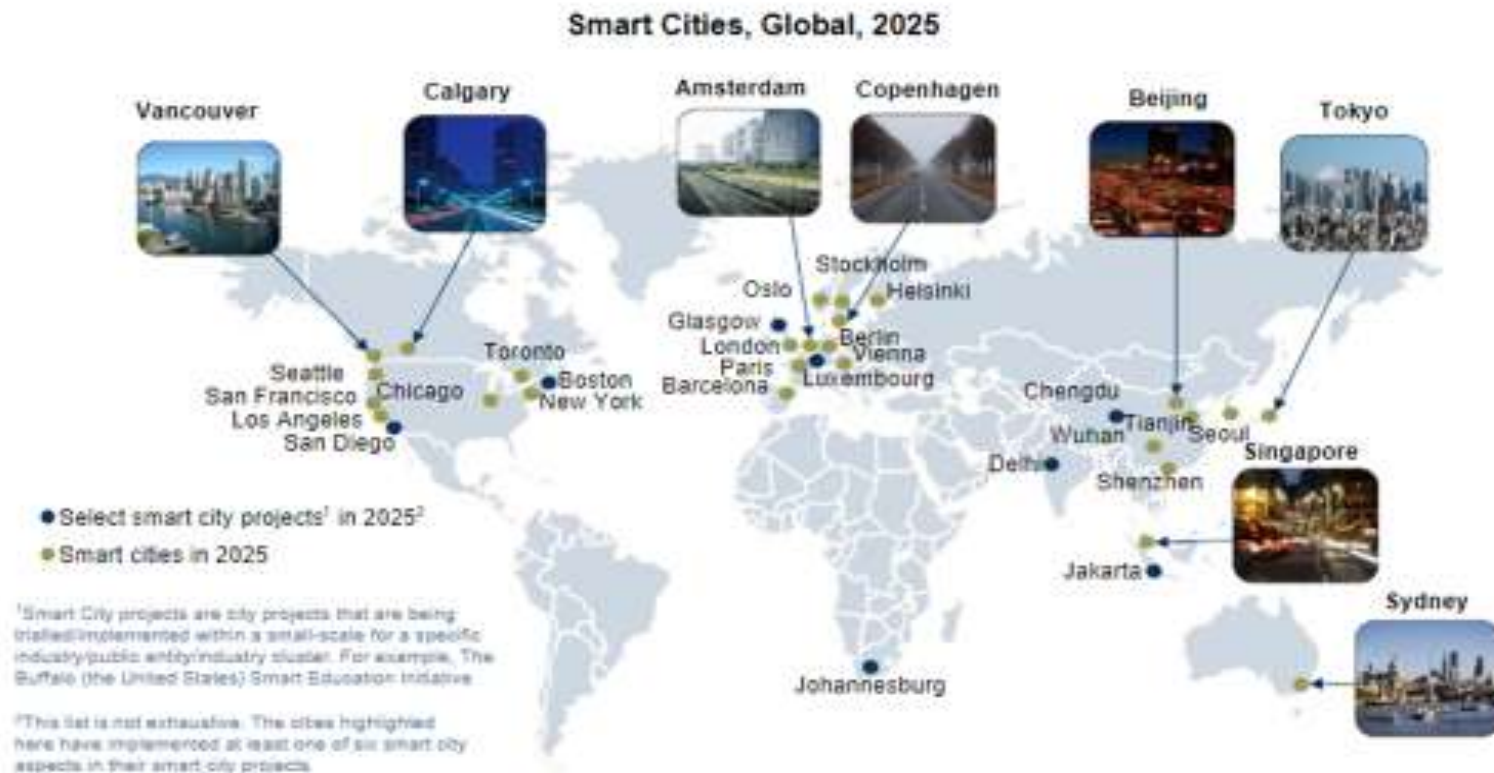 Smart Cities, Global, 2025
Vancouver
Calgary
Amsterdam
Copenhagen
Beijing
Tokyo
Stockholm
Oslo
Helsinki
Glasgow
London
Berlin
Vienna
Paris
Luxembourg
Barcelona
Seattle
San Francisco
Los Angeles
San Diego
Chicago
Toronto
Boston
New York
Chengdu
Tianjin
Wuhan
Seoul
Delhi
Shenzhen
Singapore
Jakarta
Sydney
Johannesburg
Select smart city projects¹ in 2025²
Smart cities in 2025
¹Smart City projects are city projects that are being
trialled/implemented within a small-scale for a specific
industry/public entity/industry cluster. For example, The
Buffalo (the United States) Smart Education Initiative
²This list is not exhaustive. The cities highlighted
here have implemented at least one of six smart city
aspects in their smart city projects